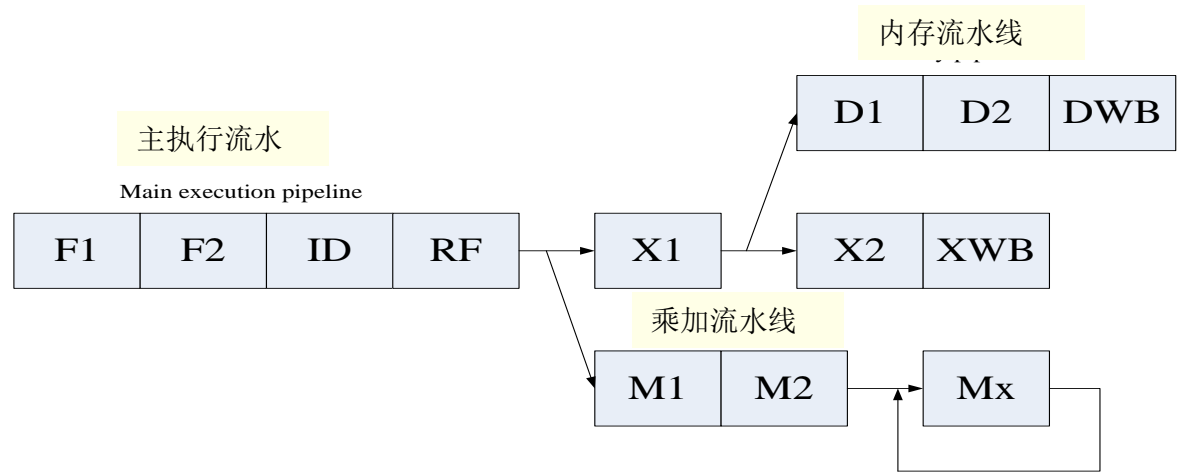 内存流水线
D1 D2 DWB
主执行流水
Main execution pipeline
F1 F2 ID RF X1 X2 XWB
乘加流水线
M1 M2 Mx